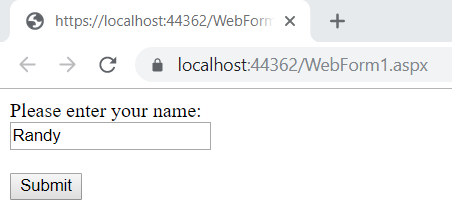 https://localhost:44362/WebForm
localhost:44362/WebForm1.aspx
Please enter your name:
Randy
Submit